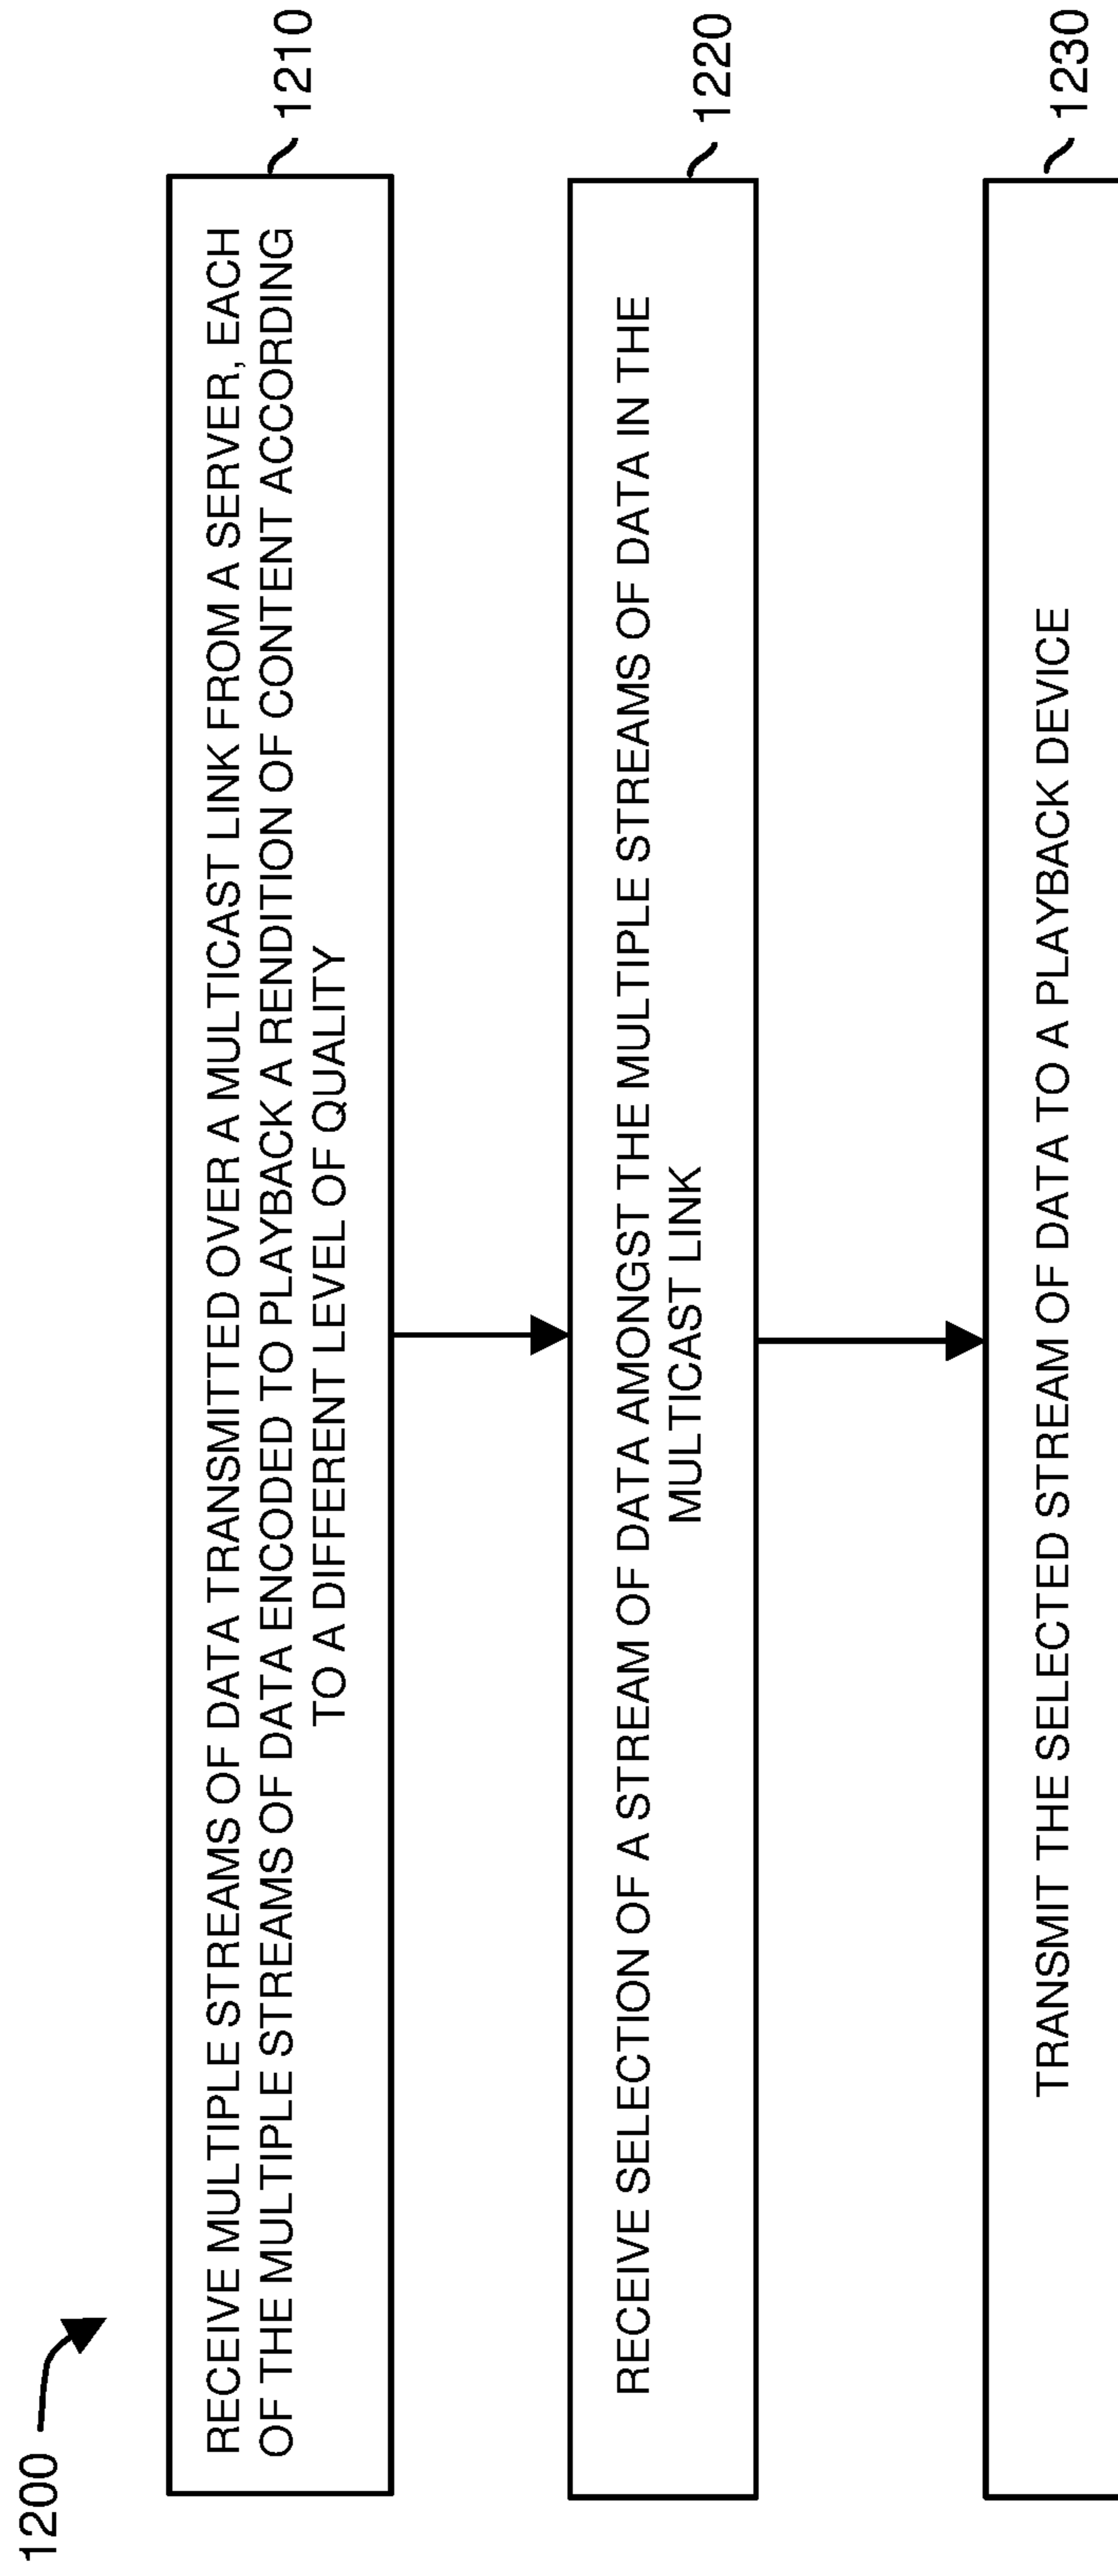 1200
RECEIVE MULTIPLE STREAMS OF DATA TRANSMITTED OVER A MULTICAST LINK FROM A SERVER, EACH
OF THE MULTIPLE STREAMS OF DATA ENCODED TO PLAYBACK A RENDITION OF CONTENT ACCORDING
TO A DIFFERENT LEVEL OF QUALITY
1210
RECEIVE SELECTION OF A STREAM OF DATA AMONGST THE MULTIPLE STREAMS OF DATA IN THE
MULTICAST LINK
1220
TRANSMIT THE SELECTED STREAM OF DATA TO A PLAYBACK DEVICE
1230